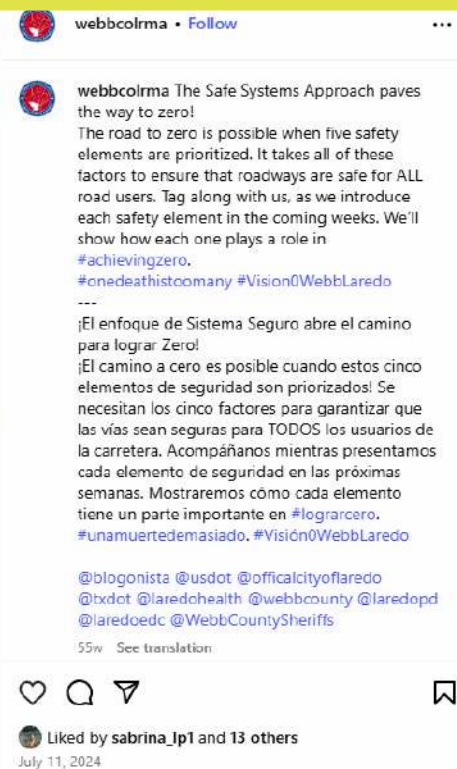 webbcolrma • Follow
webbcolrma The Safe Systems Approach paves
the way to zero!
The road to zero is possible when five safety
elements are prioritized. It takes all of these
factors to ensure that roadways are safe for ALL
road users. Tag along with us, as we introduce
each safety element in the coming weeks. We'll
show how each one plays a role in
#achievingzero.
#onedeathistoomany #Vision0WebbLaredo
---
¡El enfoque de Sistema Seguro abre el camino
para lograr Zero!
¡El camino a cero es posible cuando estos cinco
elementos de seguridad son priorizados! Se
necesitan los cinco factores para garantizar que
las vías sean seguras para TODOS los usuarios de
la carretera. Acompáñanos mientras presentamos
cada elemento de seguridad en las próximas
semanas. Mostraremos cómo cada elemento
tiene un parte importante en #lograrcero.
#unamuertedemasiado. #Visión0WebbLaredo
@blogonista @usdot @officalcityoflaredo
@txdot @laredohealth @webbcounty @laredopd
@laredoedc @WebbCountySheriffs
55w See translation
Liked by sabrina_lp1 and 13 others
July 11, 2024